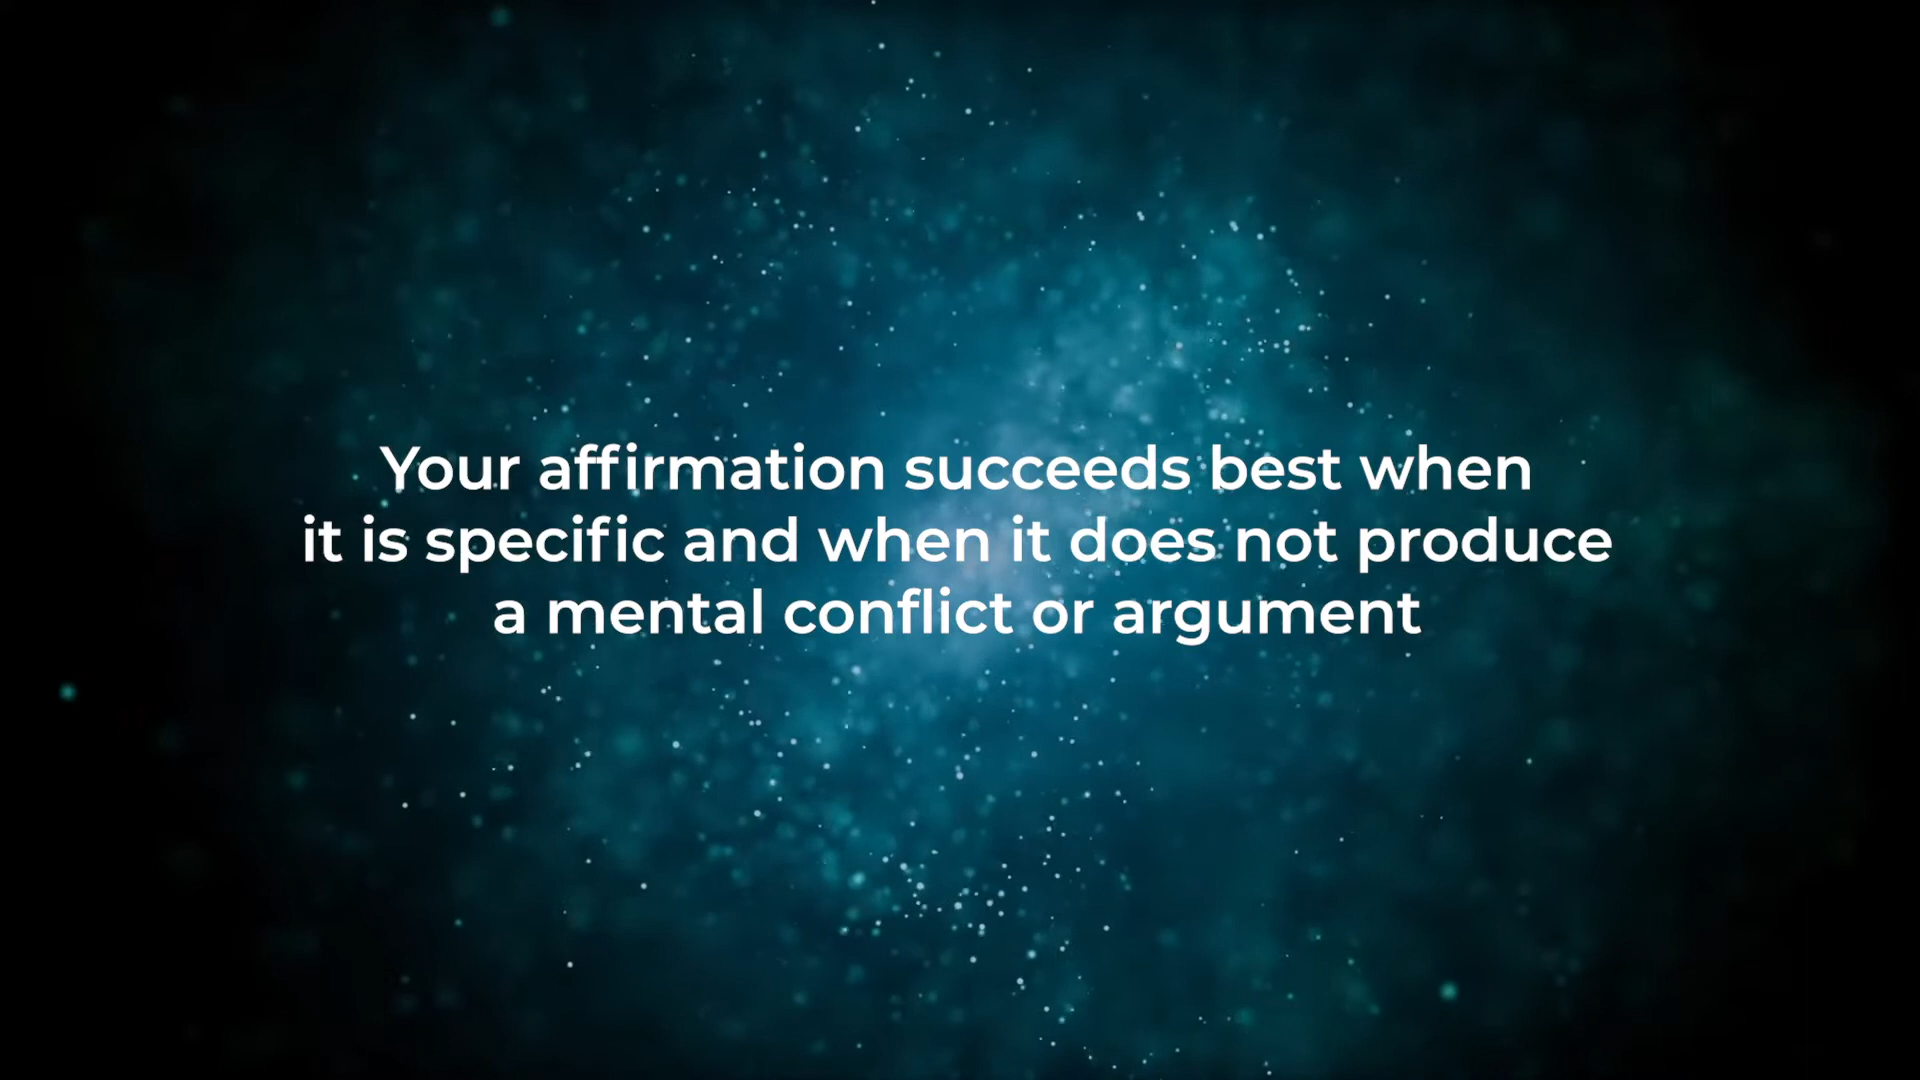 Your affirmation succeeds best when
it is specific and when it does not produce
a mental conflict or argument